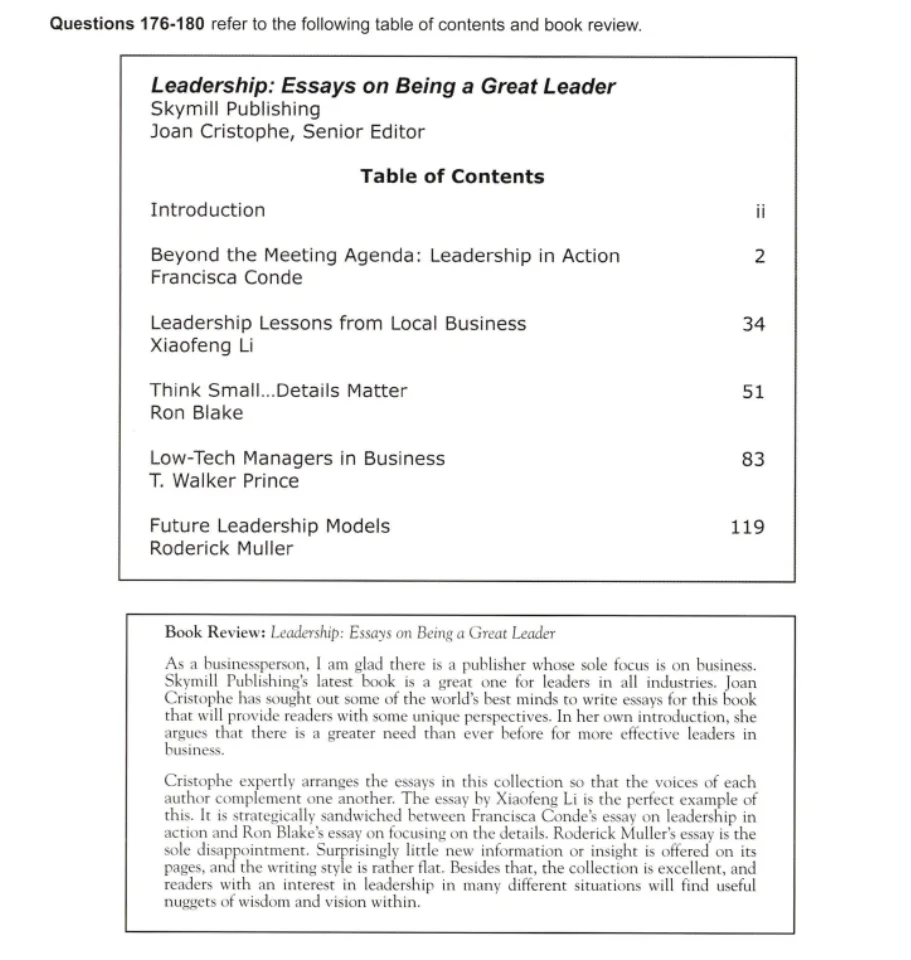 Questions 176-180 refer to the following table of contents and book review.
Leadership: Essays on Being a Great Leader
Skymill Publishing
Joan Cristophe, Senior Editor
Table of Contents
Introduction ii
Beyond the Meeting Agenda: Leadership in Action 2
Francisca Conde
Leadership Lessons from Local Business 34
Xiaofeng Li
Think Small...Details Matter 51
Ron Blake
Low-Tech Managers in Business 83
T. Walker Prince
Future Leadership Models 119
Roderick Muller
Book Review: Leadership: Essays on Being a Great Leader
As a businessperson, I am glad there is a publisher whose sole focus is on business.
Skymill Publishing's latest book is a great one for leaders in all industries. Joan
Cristophe has sought out some of the world's best minds to write essays for this book
that will provide readers with some unique perspectives. In her own introduction, she
argues that there is a greater need than ever before for more effective leaders in
business.
Cristophe expertly arranges the essays in this collection so that the voices of each
author complement one another. The essay by Xiaofeng Li is the perfect example of
this. It is strategically sandwiched between Francisca Conde's essay on leadership in
action and Ron Blake's essay on focusing on the details. Roderick Muller's essay is the
sole disappointment. Surprisingly little new information or insight is offered on its
pages, and the writing style is rather flat. Besides that, the collection is excellent, and
readers with an interest in leadership in many different situations will find useful
nuggets of wisdom and vision within.